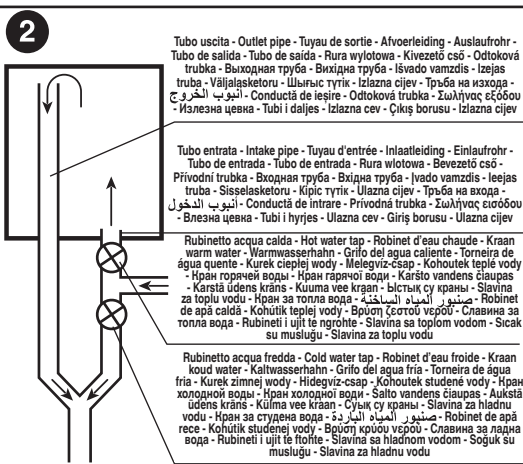 2
Tubo uscita - Outlet pipe - Tuyau de sortie - Afvoerleiding - Auslaufrohr -
Tubo de salida - Tubo de saída - Rura wylotowa - Kivezető cső - Odtoková
trubka - Выходная труба - Вихідна труба - Išvado vamzdis - Izejas
truba - Väljalasketoru - Шығыс түтік - Izlazna cijev - Тръба на изхода -
أنبوب الخروج - Conductă de ieşire - Odtoková trubka - Σωλήνας εξόδου
- Излезна цевка - Tubi i daljes - Izlazna cev - Çıkış borusu - Izlazna cijev
Tubo entrata - Intake pipe - Tuyau d'entrée - Inlaatleiding - Einlaufrohr -
Tubo de entrada - Tubo de entrada - Rura wlotowa - Bevezető cső -
Přívodní trubka - Входная труба - Вхідна труба - Įvado vamzdis - Ieejas
truba - Sisselasketoru - Кіріс түтік - Ulazna cijev - Тръба на входа -
أنبوب الدخول - Conductă de intrare - Prívodná trubka - Σωλήνας εισόδου
- Влезна цевка - Tubi i hyrjes - Ulazna cev - Giriş borusu - Ulazna cijev
Rubinetto acqua calda - Hot water tap - Robinet d'eau chaude - Kraan
warm water - Warmwasserhahn - Grifo del agua caliente - Torneira de
água quente - Kurek ciepłej wody - Melegvíz-csap - Kohoutek teplé vody
- Кран горячей воды - Кран гарячої води - Karšto vandens čiaupas
- Karstā ūdens krāns - Kuuma vee kraan - Ыстық су краны - Slavina
za toplu vodu - Кран за топла вода - صنبور المياه الساخنة - Robinet
de apă caldă - Kohútik teplej vody - Βρύση ζεστού νερού - Славина за
топла вода - Rubineti i ujit të ngrohtë - Slavina sa toplom vodom - Sıcak
su musluğu - Slavina za toplu vodu
Rubinetto acqua fredda - Cold water tap - Robinet d'eau froide - Kraan
koud water - Kaltwasserhahn - Grifo del agua fría - Torneira de água
fria - Kurek zimnej wody - Hidegvíz-csap - Kohoutek studené vody - Кран
холодной воды - Кран холодної води - Šalto vandens čiaupas - Aukstā
ūdens krāns - Külma vee kraan - Суық су краны - Slavina za hladnu
vodu - Кран за студена вода - صنبور المياه الباردة - Robinet de apă
rece - Kohútik studenej vody - Βρύση κρύου νερού - Славина за ладна
вода - Rubineti i ujit të ftohtë - Slavina sa hladnom vodom - Soğuk su
musluğu - Slavina za hladnu vodu